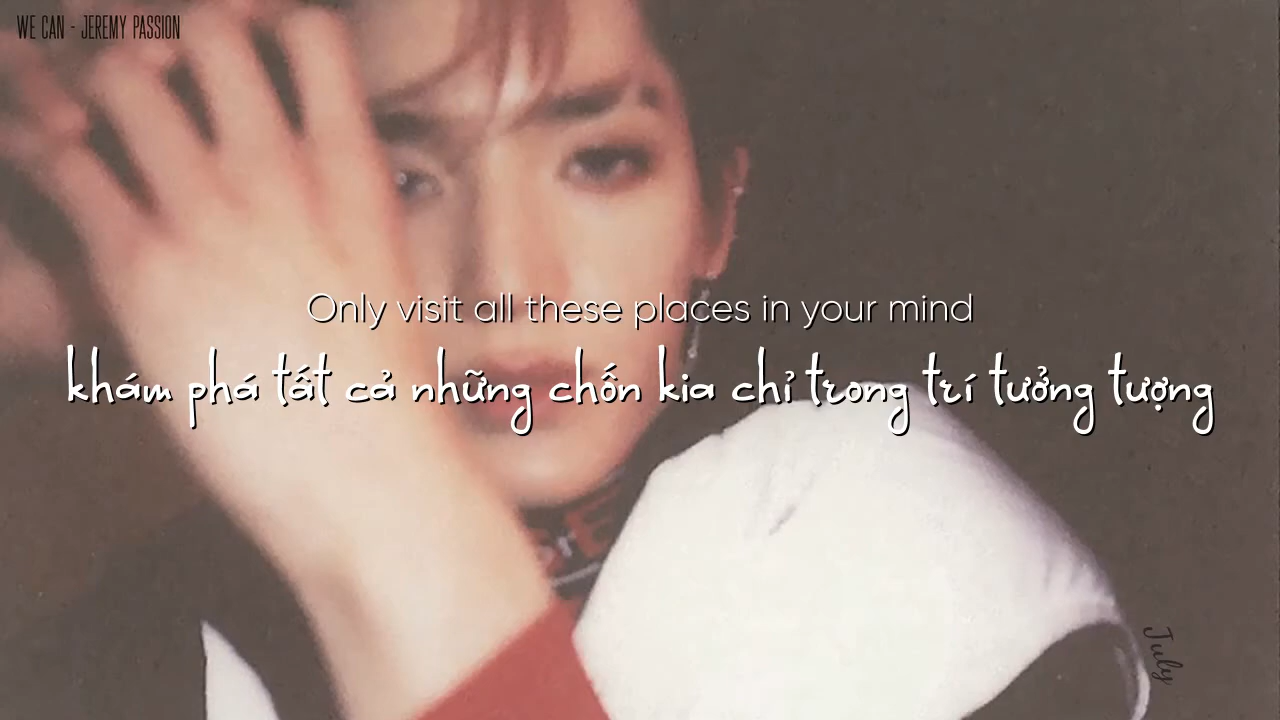 WE CAN - JEREMY PASSION
Only visit all these places in your mind
khám phá tất cả những chốn kia chỉ trong trí tưởng tượng
July